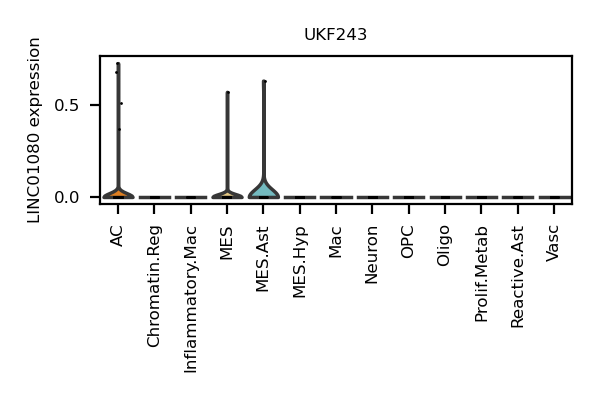 UKF243
LINC01080 expression
0.5
0.0
AC
Chromatin.Reg
Inflammatory.Mac
MES
MES.Ast
MES.Hyp
Mac
Neuron
OPC
Oligo
Prolif.Metab
Reactive.Ast
Vasc